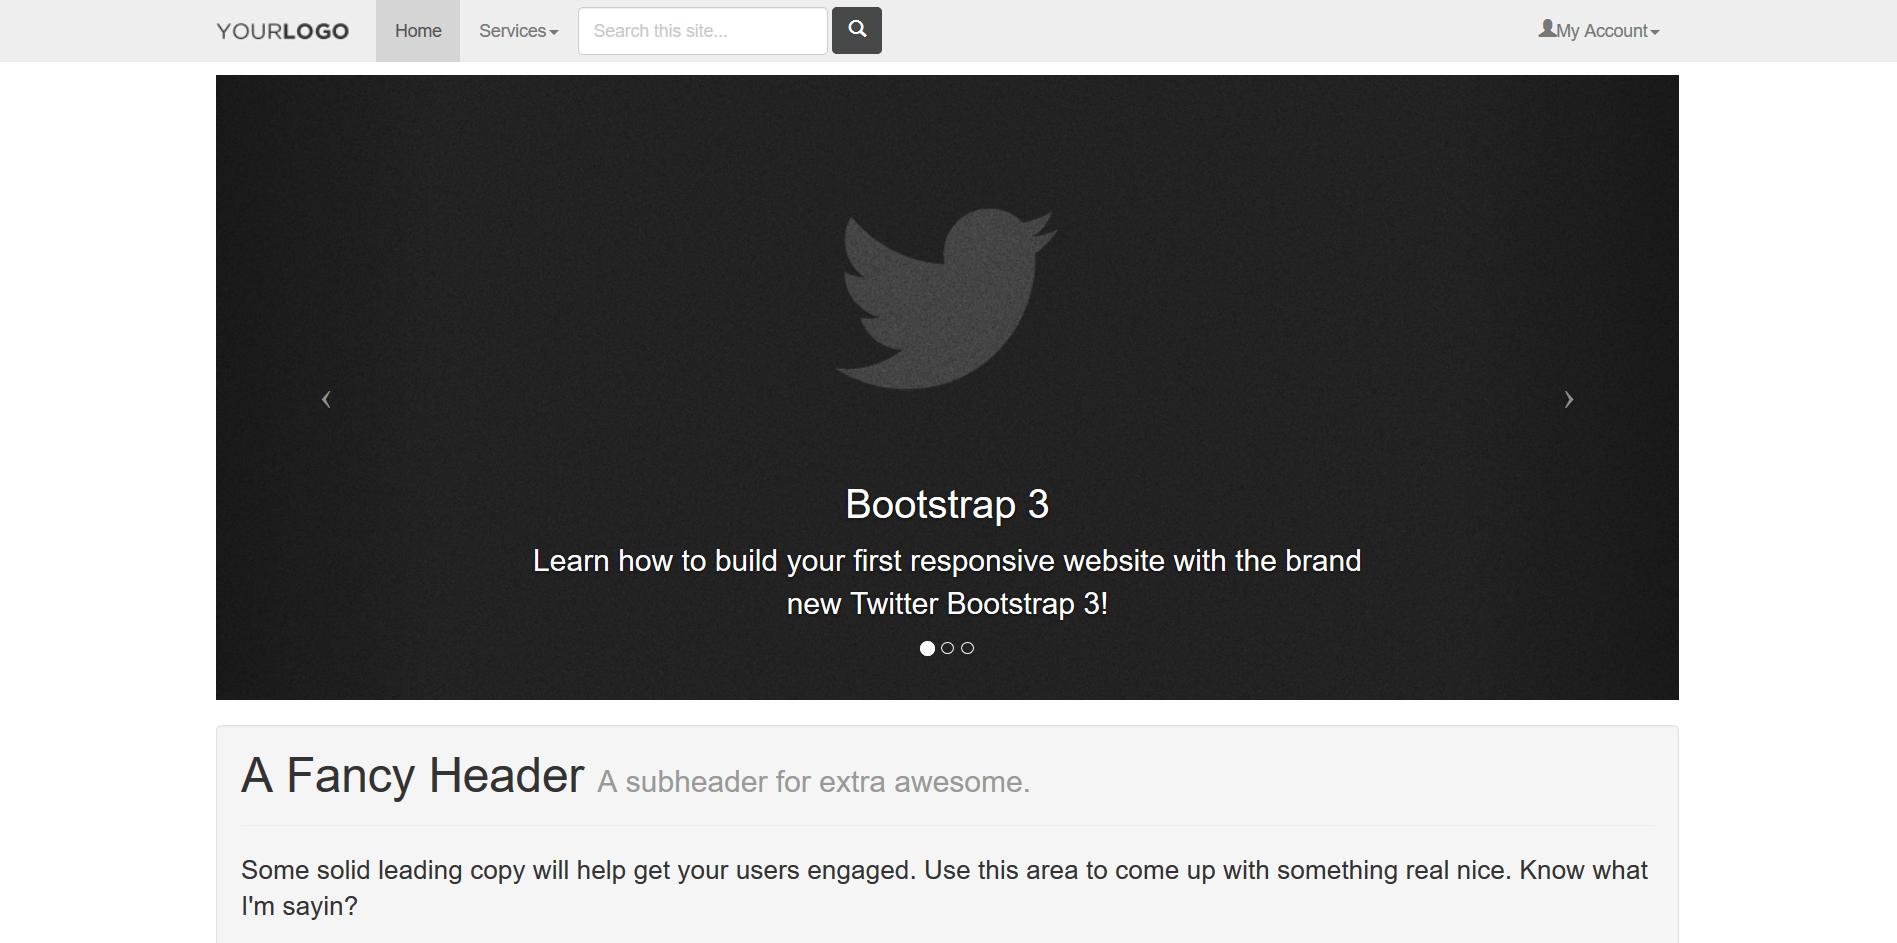 YOURLOGO Home Services Search this site... My Account
Bootstrap 3
Learn how to build your first responsive website with the brand
new Twitter Bootstrap 3!
A Fancy Header A subheader for extra awesome.
Some solid leading copy will help get your users engaged. Use this area to come up with something real nice. Know what
I'm sayin?